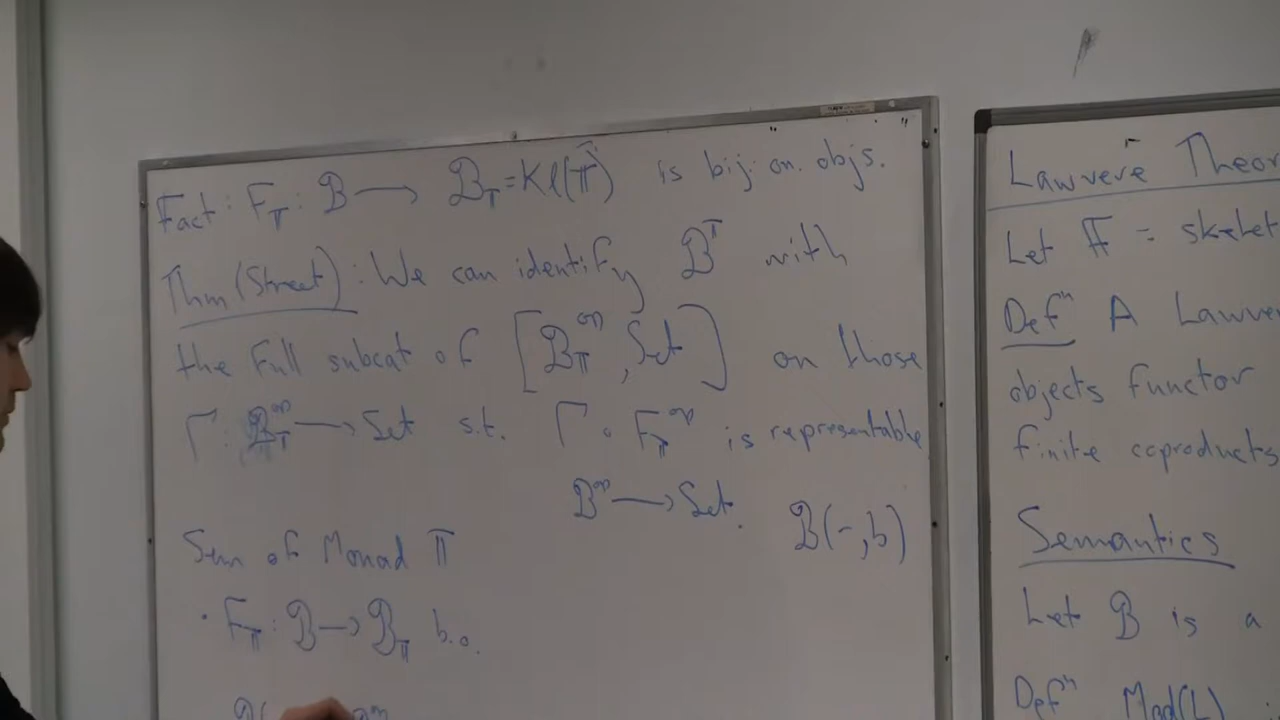 Fact: F_𝕋 : B → B_𝕋 = Kl(𝕋) is "bij. on. objs."
Thm (Street): We can identify B^𝕋 with
the full subcat of [B_𝕋^op, Set] on those
Γ: B_𝕋^op → Set s.t. Γ ∘ F_𝕋^op is representable
B^op → Set. B(-,b)
Sem of Monad 𝕋
· F_𝕋 : B → B_𝕋 b.o.
Lawvere Theor
Let 𝔽 = skelet
Defⁿ A Lawve
objects functor
finite coproducts
Semantics
Let B is a
Defⁿ Mod(L)